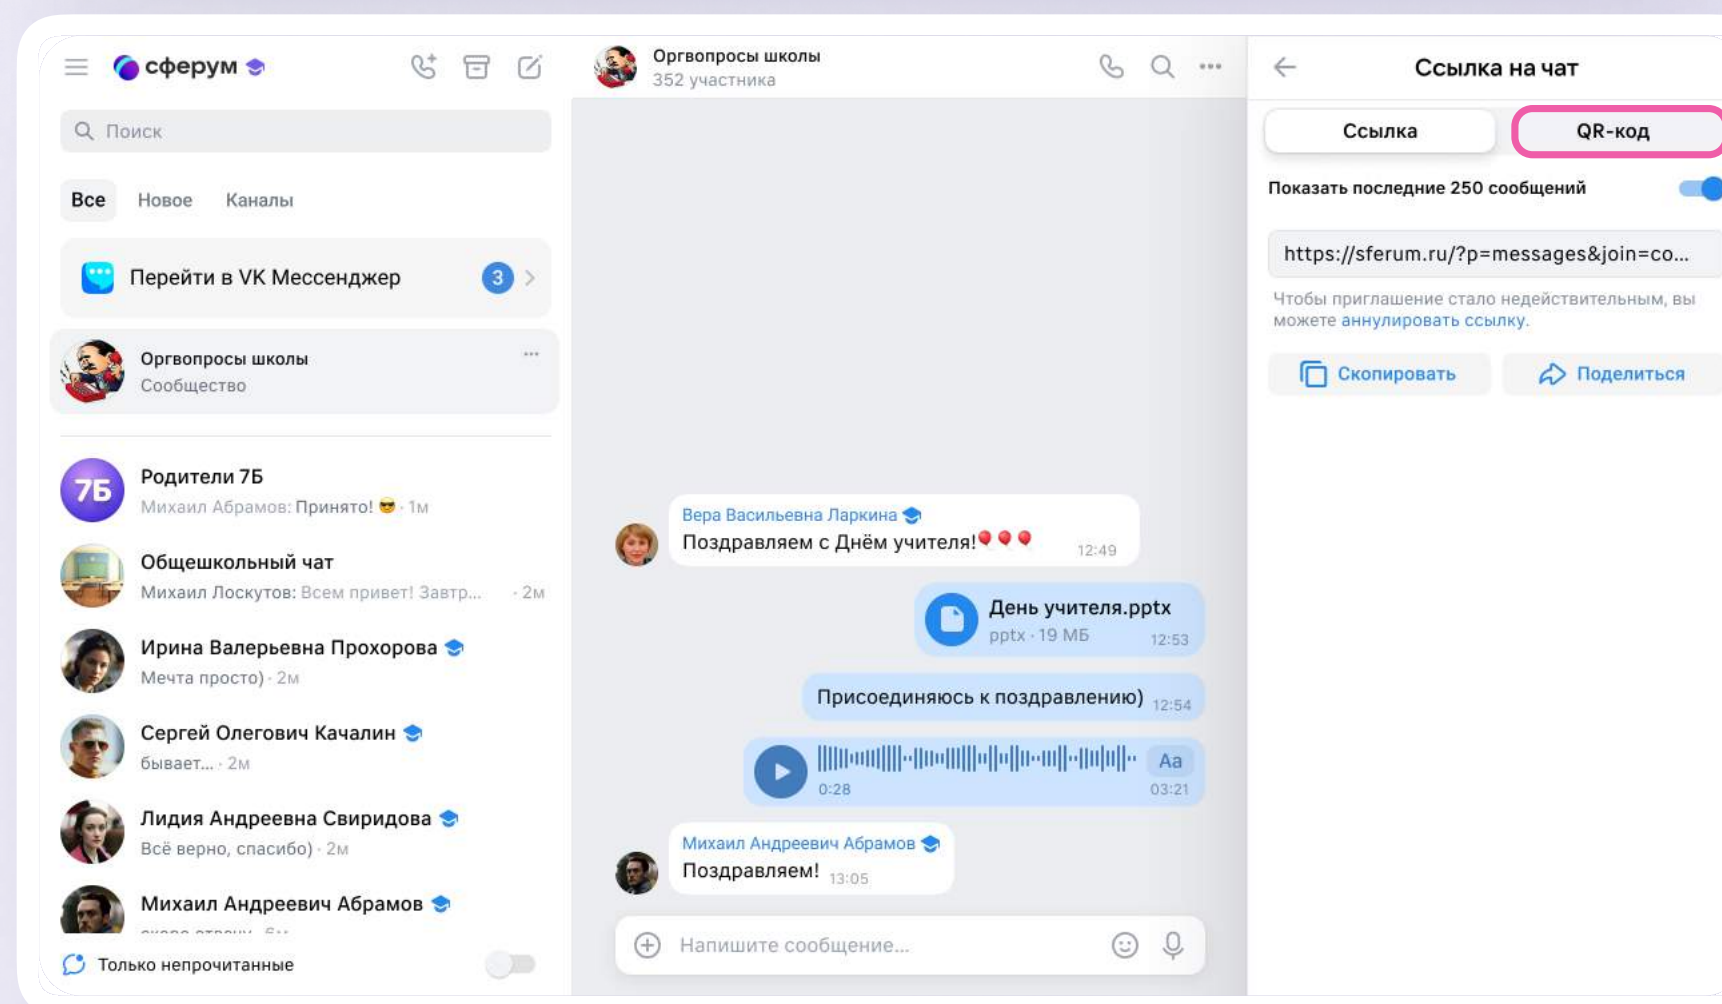 сферум
Поиск
Все Новое Каналы
Перейти в VK Мессенджер 3
Оргвопросы школы
Сообщество
7Б
Родители 7Б
Михаил Абрамов: Принято! 😎 · 1м
Общешкольный чат
Михаил Лоскутов: Всем привет! Завтр... · 2м
Ирина Валерьевна Прохорова
Мечта просто) · 2м
Сергей Олегович Качалин
бывает... · 2м
Лидия Андреевна Свиридова
Всё верно, спасибо) · 2м
Михаил Андреевич Абрамов
Только непрочитанные
Оргвопросы школы
352 участника
Вера Васильевна Ларкина
Поздравляем с Днём учителя!🎈🎈🎈 12:49
День учителя.pptx
pptx · 19 МБ 12:53
Присоединяюсь к поздравлению) 12:54
Aa
0:28 03:21
Михаил Андреевич Абрамов
Поздравляем! 13:05
Напишите сообщение...
Ссылка на чат
Ссылка QR-код
Показать последние 250 сообщений
https://sferum.ru/?p=messages&join=co...
Чтобы приглашение стало недействительным, вы
можете аннулировать ссылку.
Скопировать Поделиться